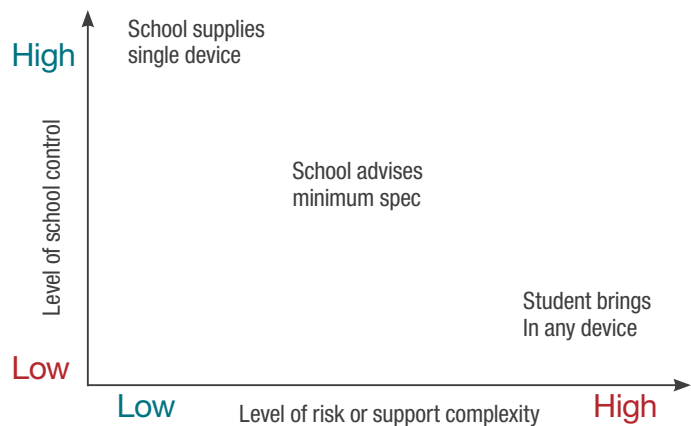 School supplies
single device
High
Level of school control
School advises
minimum spec
Student brings
In any device
Low
Low
Level of risk or support complexity
High